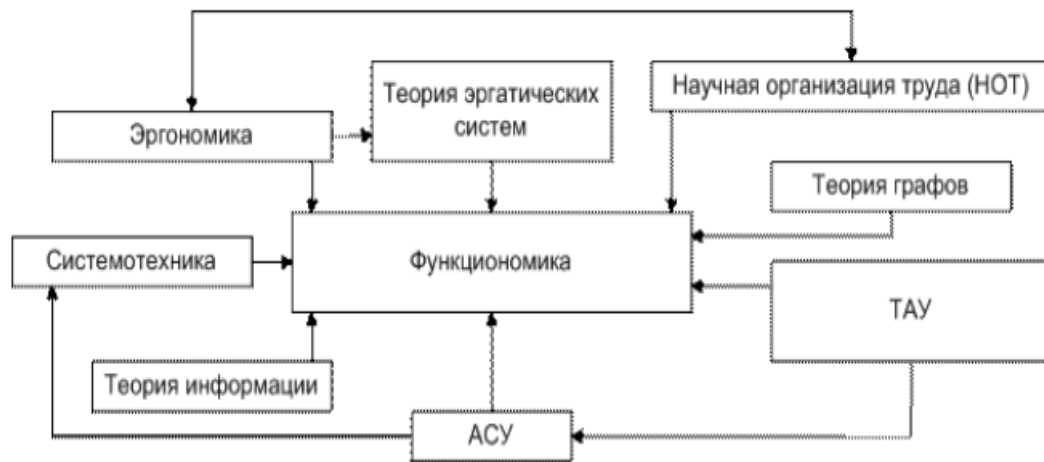 Теория эргатических
систем
Научная организация труда (НОТ)
Эргономика
Теория графов
Системотехника
Функциономика
ТАУ
Теория информации
АСУ